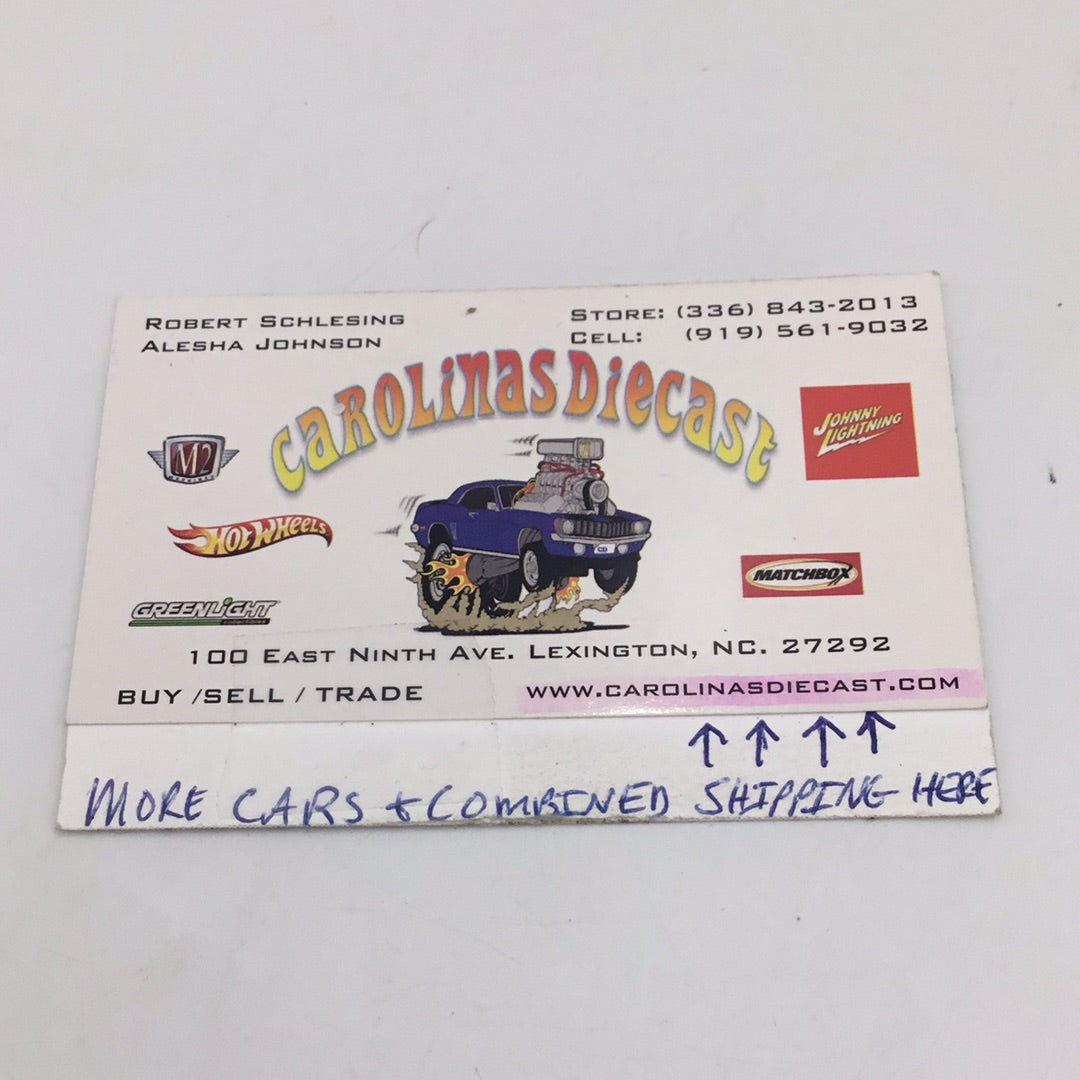 ROBERT SCHLESING
ALESHA JOHNSON
STORE: (336) 843-2013
CELL: (919) 561-9032
CAROLINAS DIECAST
M2
JOHNNY
LIGHTNING
HOT WHEELS
MATCHBOX
GREENLIGHT
collectibles
CD
100 EAST NINTH AVE. LEXINGTON, NC. 27292
BUY /SELL / TRADE
WWW.CAROLINASDIECAST.COM
↑ ↑ ↑ ↑
MORE CARS & COMBINED SHIPPING HERE